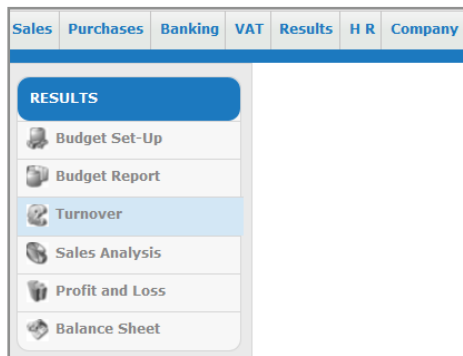 Sales Purchases Banking VAT Results H R Company
RESULTS
Budget Set-Up
Budget Report
Turnover
Sales Analysis
Profit and Loss
Balance Sheet